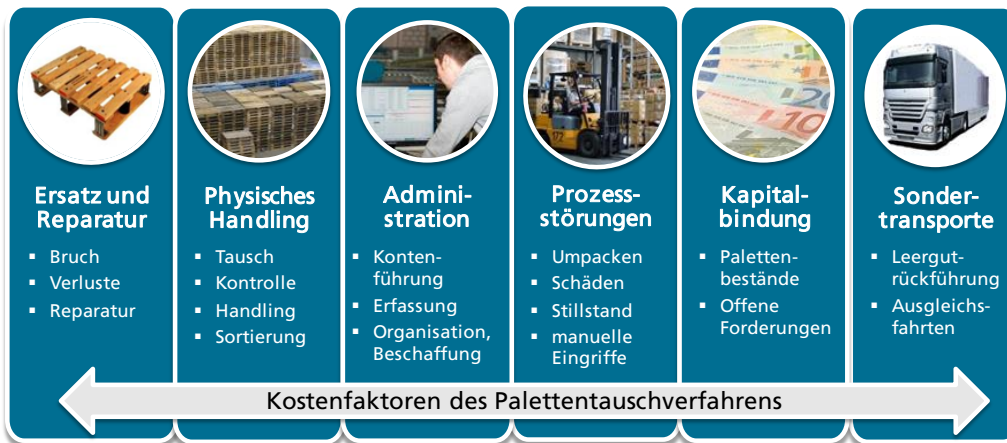 Ersatz und
Reparatur
▪ Bruch
▪ Verluste
▪ Reparatur
Physisches
Handling
▪ Tausch
▪ Kontrolle
▪ Handling
▪ Sortierung
Admini-
stration
▪ Konten-
führung
▪ Erfassung
▪ Organisation,
Beschaffung
Prozess-
störungen
▪ Umpacken
▪ Schäden
▪ Stillstand
▪ manuelle
Eingriffe
Kapital-
bindung
▪ Paletten-
bestände
▪ Offene
Forderungen
Sonder-
transporte
▪ Leergut-
rückführung
▪ Ausgleichs-
fahrten
Kostenfaktoren des Palettentauschverfahrens